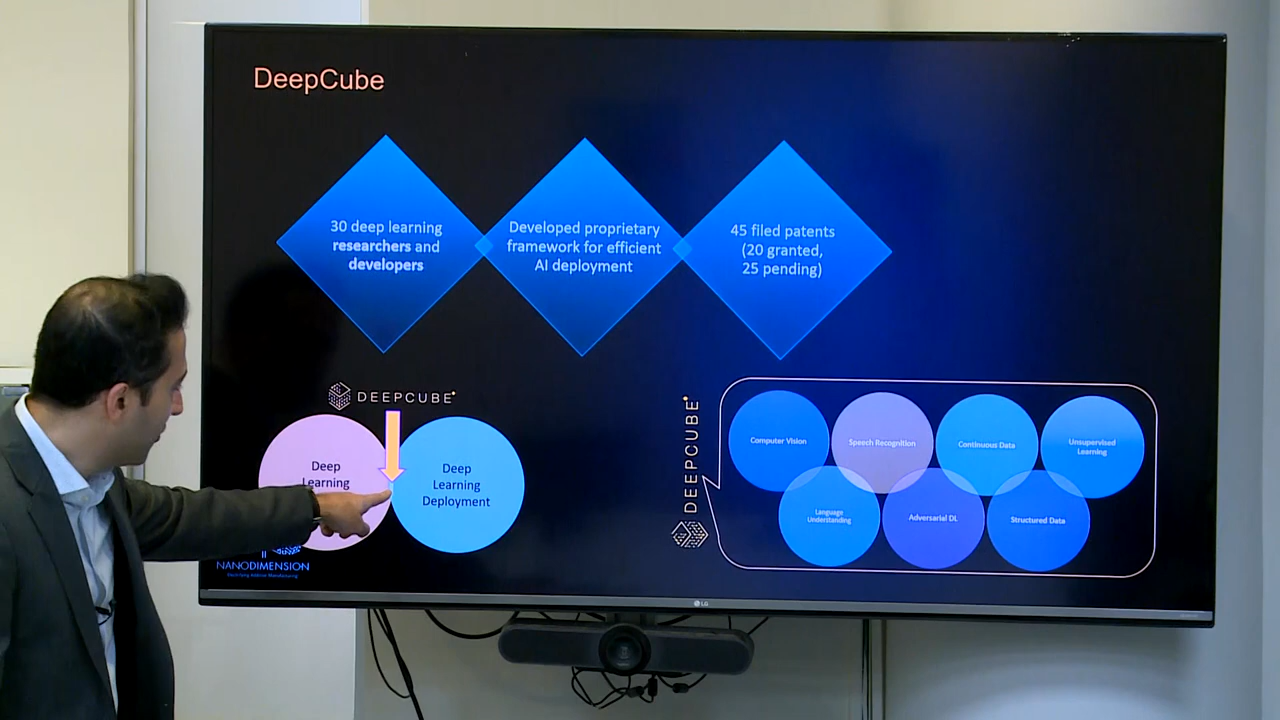 DeepCube
30 deep learning
researchers and
developers
Developed proprietary
framework for efficient
AI deployment
45 filed patents
(20 granted,
25 pending)
DEEPCUBE
Deep
Learning
Deep
Learning
Deployment
NANODIMENSION
DEEPCUBE
Computer Vision
Speech Recognition
Continuous Data
Unsupervised
Learning
Language
Understanding
Adversarial DL
Structured Data
LG